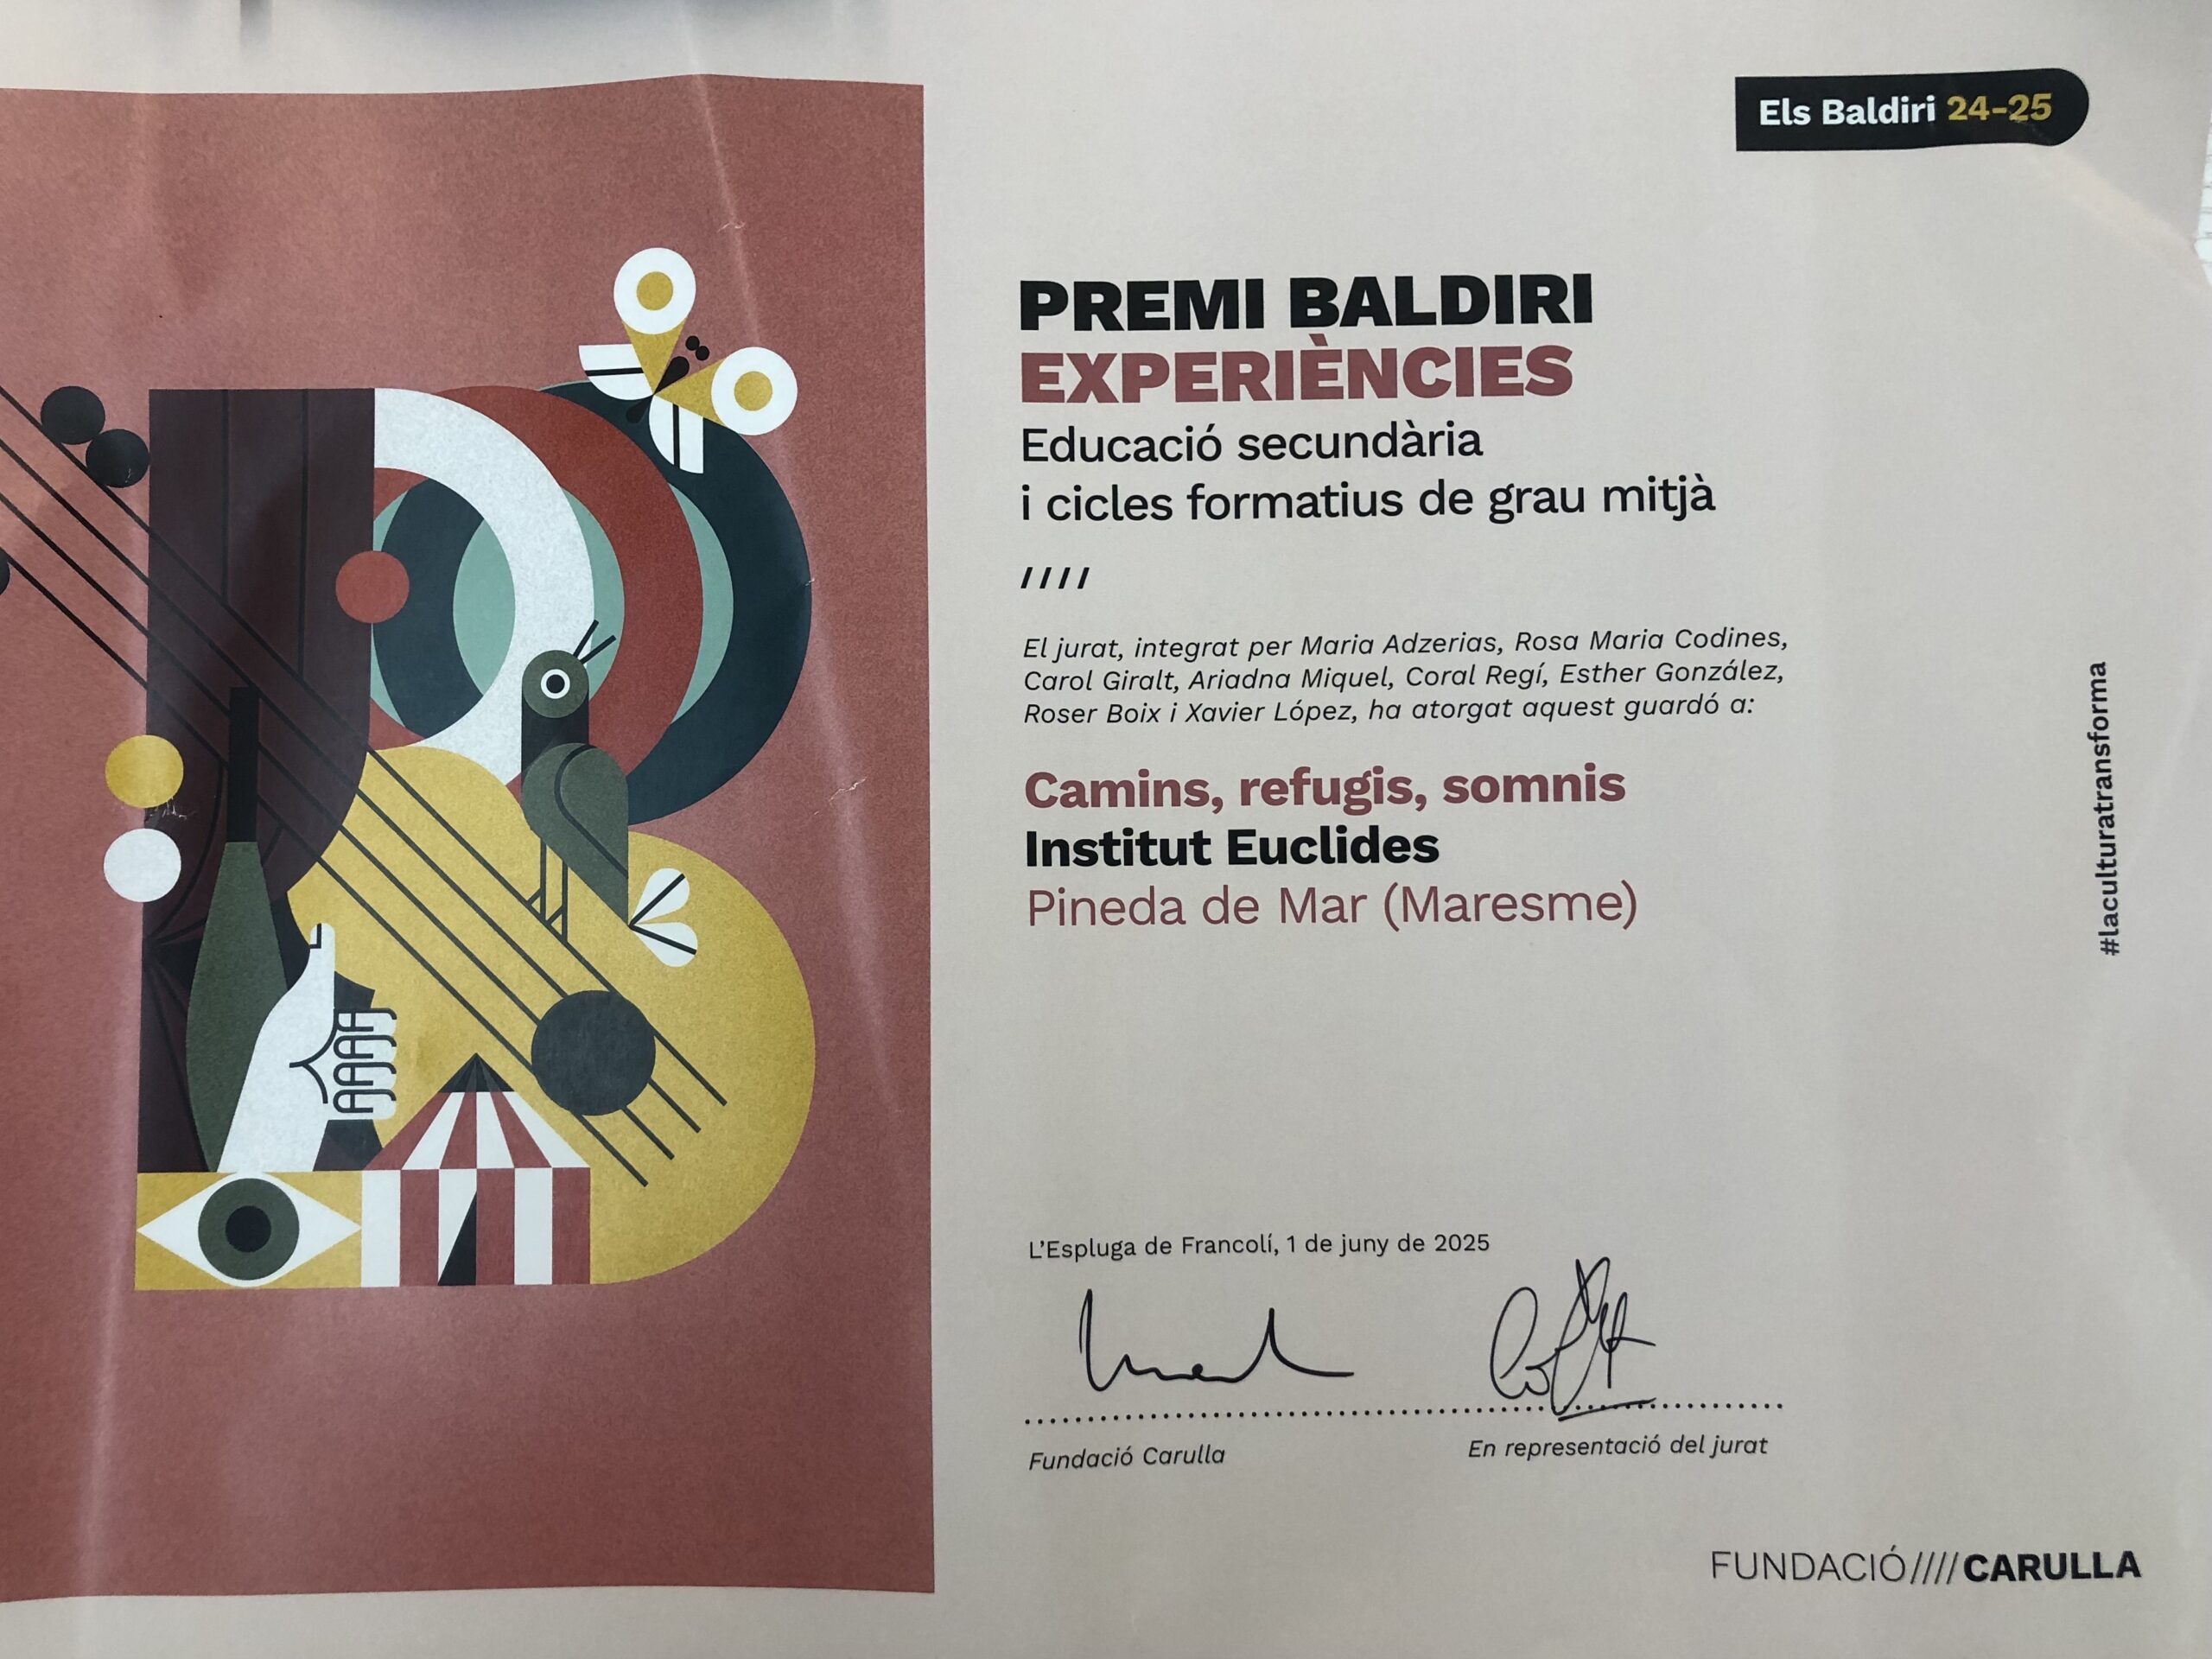 Els Baldiri 24-25
PREMI BALDIRI
EXPERIÈNCIES
Educació secundària
i cicles formatius de grau mitjà
////
El jurat, integrat per Maria Adzerias, Rosa Maria Codines,
Carol Giralt, Ariadna Miquel, Coral Regí, Esther González,
Roser Boix i Xavier López, ha atorgat aquest guardó a:
Camins, refugis, somnis
Institut Euclides
Pineda de Mar (Maresme)
#laculturatransforma
L'Espluga de Francolí, 1 de juny de 2025
Fundació Carulla
En representació del jurat
FUNDACIÓ////CARULLA